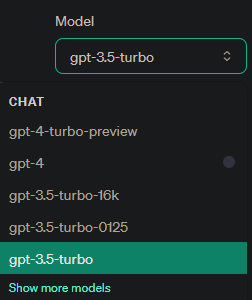 Model
gpt-3.5-turbo
CHAT
gpt-4-turbo-preview
gpt-4
gpt-3.5-turbo-16k
gpt-3.5-turbo-0125
gpt-3.5-turbo
Show more models